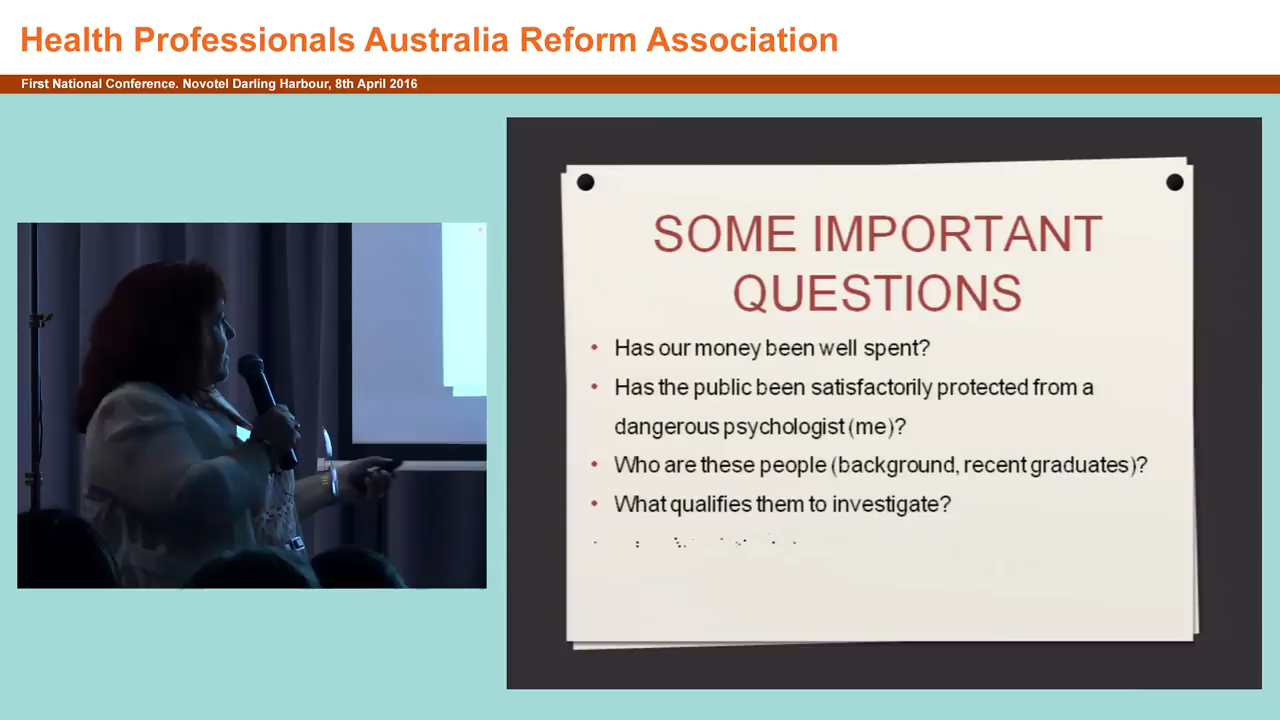 Health Professionals Australia Reform Association
First National Conference. Novotel Darling Harbour, 8th April 2016
SOME IMPORTANT
QUESTIONS
• Has our money been well spent?
• Has the public been satisfactorily protected from a
dangerous psychologist (me)?
• Who are these people (background, recent graduates)?
• What qualifies them to investigate?